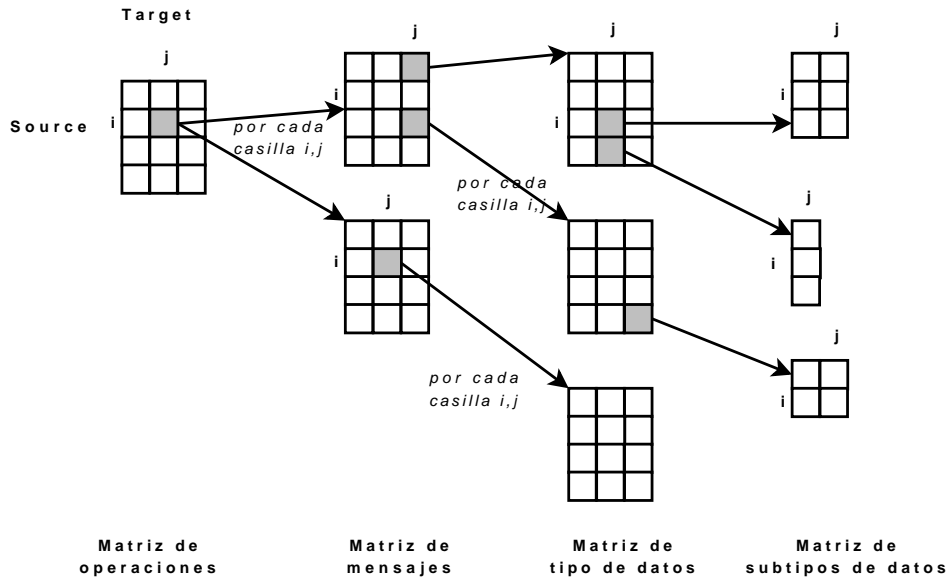 Target
j
j
j
j
i
i
Source
i
i
i
por cada
casilla i,j
por cada
casilla i,j
j
j
i
i
j
por cada
casilla i,j
i
Matriz de
operaciones
Matriz de
mensajes
Matriz de
tipo de datos
Matriz de
subtipos de datos